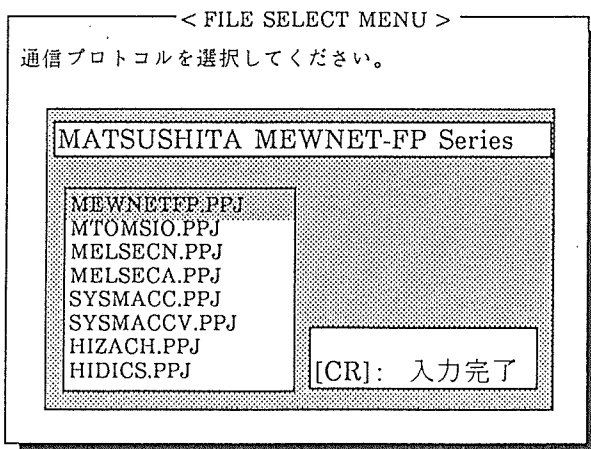 < FILE SELECT MENU >
通信プロトコルを選択してください。
MATSUSHITA MEWNET-FP Series
MEWNETFP.PPJ
MTOMSIO.PPJ
MELSECN.PPJ
MELSECA.PPJ
SYSMACC.PPJ
SYSMACCV.PPJ
HIZACH.PPJ
HIDICS.PPJ
[CR]: 入力完了